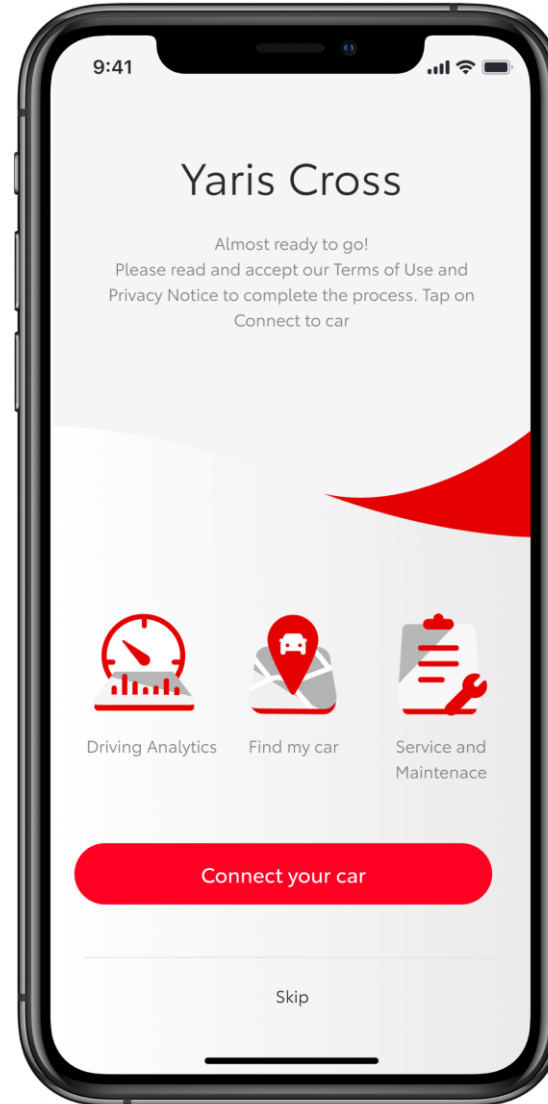 9:41
Yaris Cross
Almost ready to go!
Please read and accept our Terms of Use and
Privacy Notice to complete the process. Tap on
Connect to car
Driving Analytics
Find my car
Service and
Maintenace
Connect your car
Skip